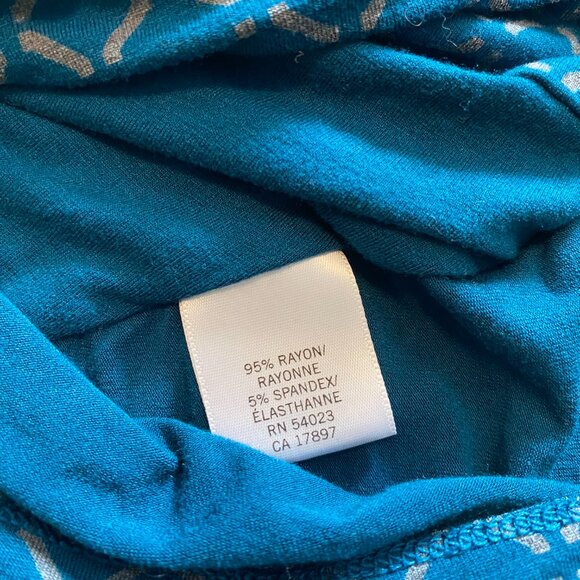 95% RAYON/
RAYONNE
5% SPANDEX/
ÉLASTHANNE
RN 54023
CA 17897